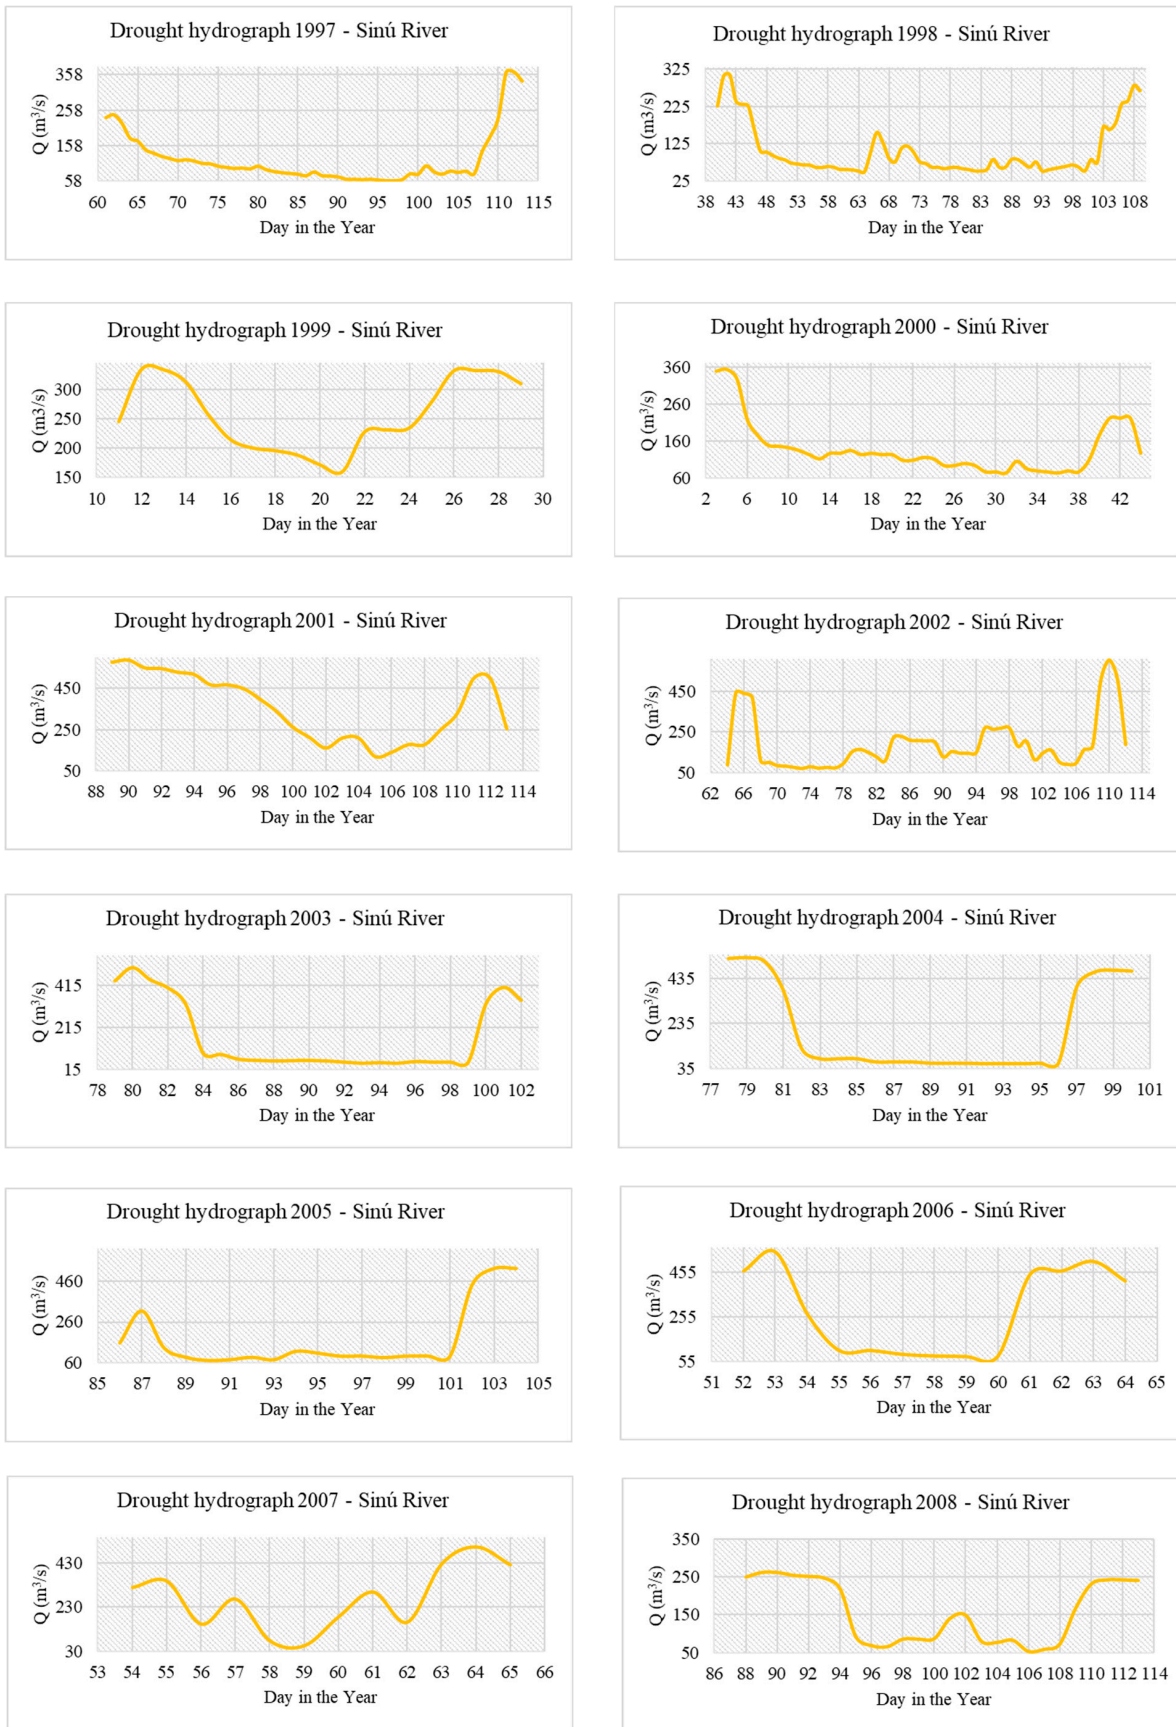 Drought hydrograph 1997 - Sinú River
Q (m³/s)
358
258
158
58
60 65 70 75 80 85 90 95 100 105 110 115
Day in the Year
Drought hydrograph 1998 - Sinú River
Q (m3/s)
325
225
125
25
38 43 48 53 58 63 68 73 78 83 88 93 98 103 108
Day in the Year
Drought hydrograph 1999 - Sinú River
Q (m3/s)
300
250
200
150
10 12 14 16 18 20 22 24 26 28 30
Day in the Year
Drought hydrograph 2000 - Sinú River
Q (m³/s)
360
260
160
60
2 6 10 14 18 22 26 30 34 38 42
Day in the Year
Drought hydrograph 2001 - Sinú River
Q (m³/s)
450
250
50
88 90 92 94 96 98 100 102 104 106 108 110 112 114
Day in the Year
Drought hydrograph 2002 - Sinú River
Q (m³/s)
450
250
50
62 66 70 74 78 82 86 90 94 98 102 106 110 114
Day in the Year
Drought hydrograph 2003 - Sinú River
Q (m³/s)
415
215
15
78 80 82 84 86 88 90 92 94 96 98 100 102
Day in the Year
Drought hydrograph 2004 - Sinú River
Q (m³/s)
435
235
35
77 79 81 83 85 87 89 91 93 95 97 99 101
Day in the Year
Drought hydrograph 2005 - Sinú River
Q (m³/s)
460
260
60
85 87 89 91 93 95 97 99 101 103 105
Day in the Year
Drought hydrograph 2006 - Sinú River
Q (m³/s)
455
255
55
51 52 53 54 55 56 57 58 59 60 61 62 63 64 65
Day in the Year
Drought hydrograph 2007 - Sinú River
Q (m³/s)
430
230
30
53 54 55 56 57 58 59 60 61 62 63 64 65 66
Day in the Year
Drought hydrograph 2008 - Sinú River
Q (m³/s)
350
250
150
50
86 88 90 92 94 96 98 100 102 104 106 108 110 112 114
Day in the Year